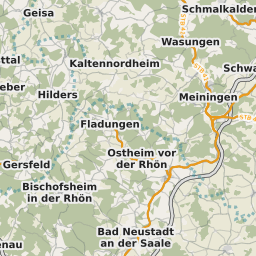 Geisa
Schmalkalden
Wasungen
Kaltennordheim
Hilders
Meiningen
Fladungen
Ostheim vor
der Rhön
Gersfeld
Bischofsheim
in der Rhön
Bad Neustadt
an der Saale